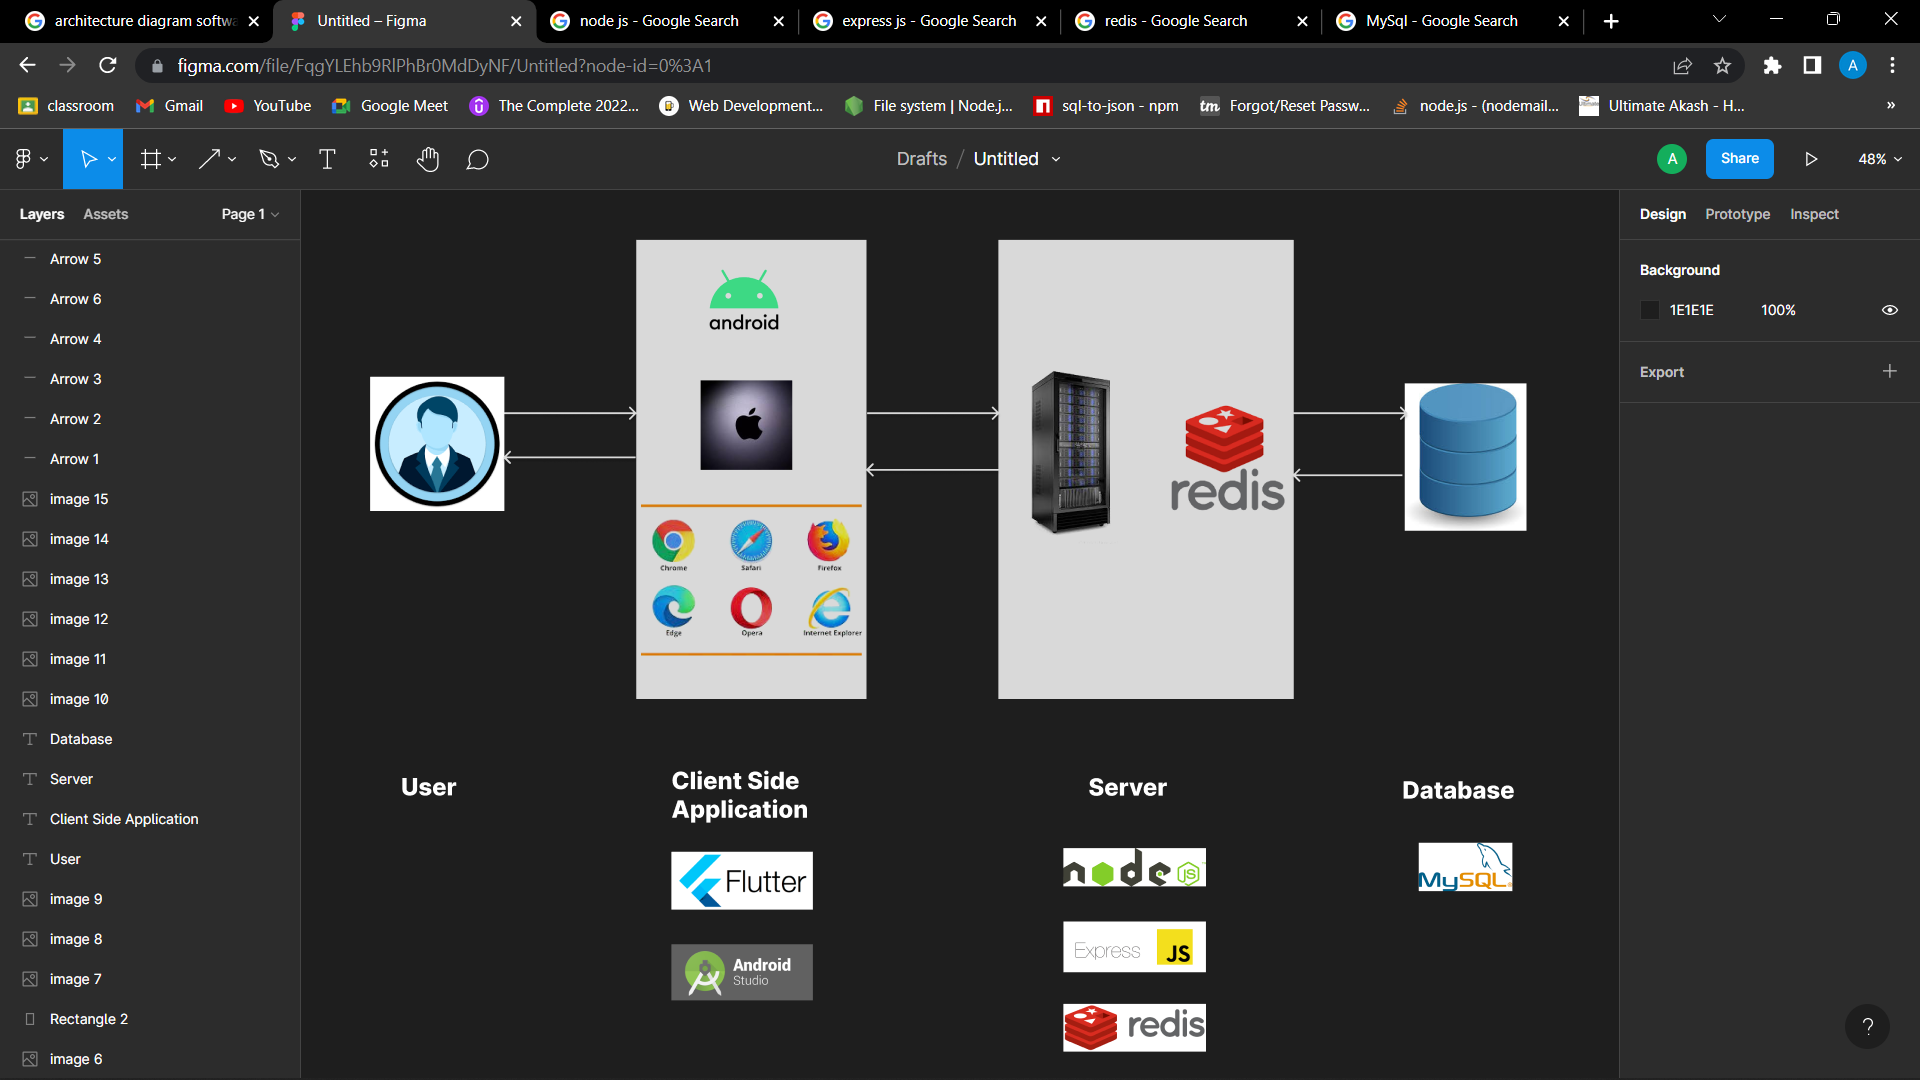 architecture diagram softwa
Untitled – Figma
node js - Google Search
express js - Google Search
redis - Google Search
MySql - Google Search
figma.com/file/FqgYLEhb9RlPhBr0MdDyNF/Untitled?node-id=0%3A1
A
classroom
Gmail
YouTube
Google Meet
The Complete 2022...
Web Development...
File system | Node.j...
sql-to-json - npm
tm
Forgot/Reset Passw...
node.js - (nodemail...
Ultimate Akash - H...
»
Drafts / Untitled
A
Share
48%
Layers
Assets
Page 1
Design
Prototype
Inspect
Arrow 5
Arrow 6
Arrow 4
Arrow 3
Arrow 2
Arrow 1
image 15
image 14
image 13
image 12
image 11
image 10
Database
Server
Client Side Application
User
image 9
image 8
image 7
Rectangle 2
image 6
Background
1E1E1E
100%
Export
android
redis
Chrome
Safari
Firefox
Edge
Opera
Internet Explorer
User
Client Side
Application
Server
Database
Flutter
Android
Studio
node
JS
Express
JS
redis
MySQL
?